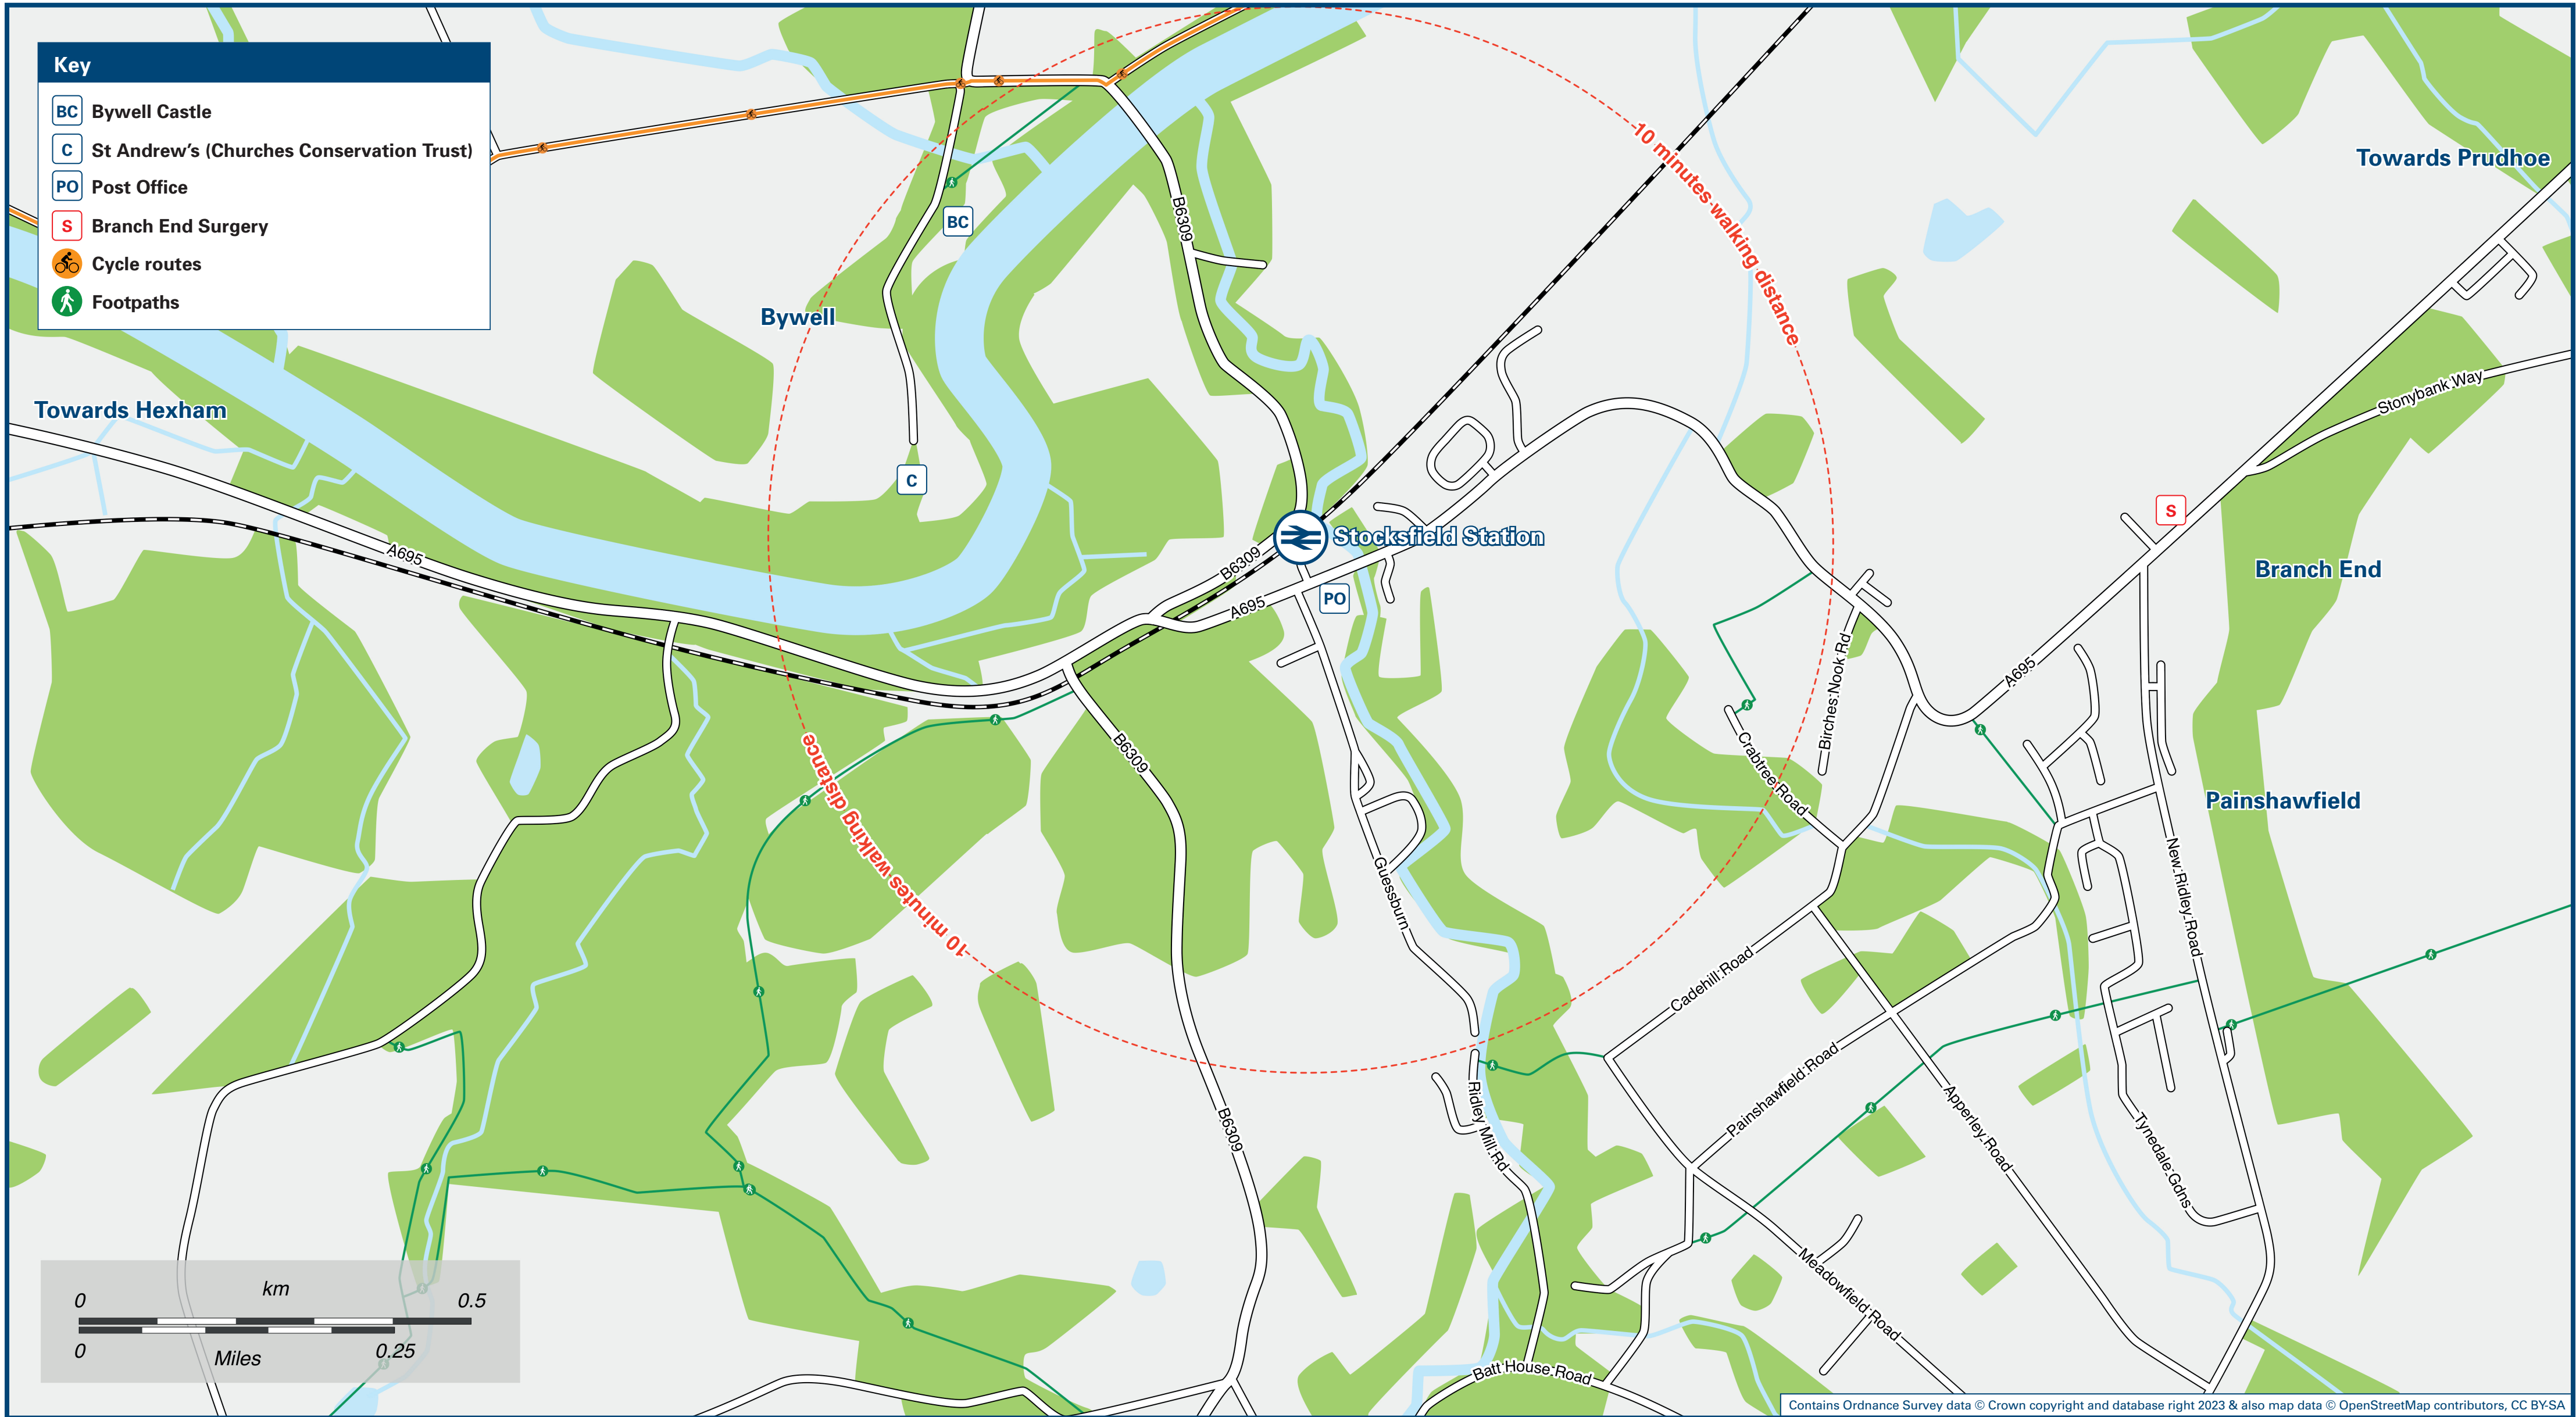 Key
BC Bywell Castle
C St Andrew’s (Churches Conservation Trust)
PO Post Office
S Branch End Surgery
Cycle routes
Footpaths
Towards Prudhoe
10 minutes walking distance
B6309
BC
Bywell
Towards Hexham
Stonybank Way
C
S
Stocksfield Station
A695
B6309
Branch End
PO
A695
A695
Birches Nook Rd
B6309
Crabtree Road
Painshawfield
10 minutes walking distance
Guessburn
New Ridley Road
Cadehill Road
Painshawfield Road
B6309
Ridley Mill Rd
Apperley Road
Tynedale Gdns
Meadowfield Road
Batt House Road
km
0 0.5
0 0.25
Miles
Contains Ordnance Survey data © Crown copyright and database right 2023 & also map data © OpenStreetMap contributors, CC BY-SA